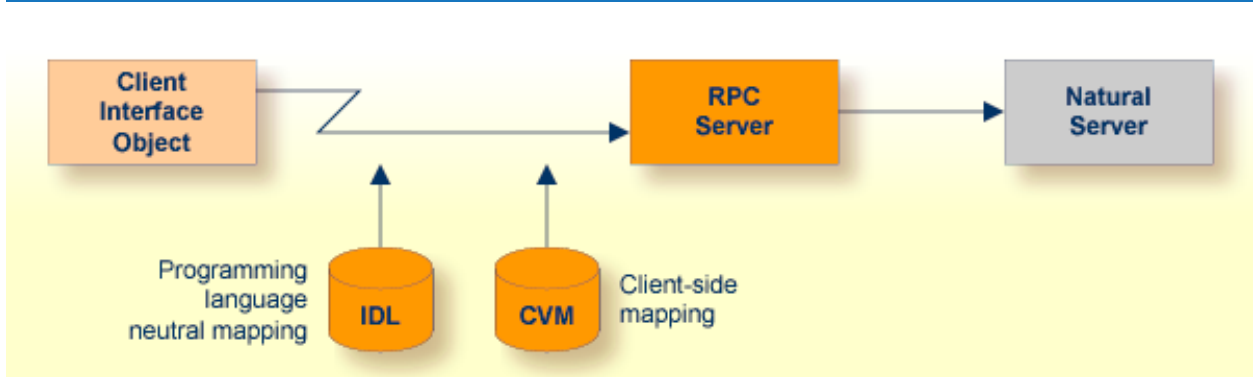 Client
Interface
Object
RPC
Server
Natural
Server
Programming
language
neutral mapping
IDL
CVM
Client-side
mapping